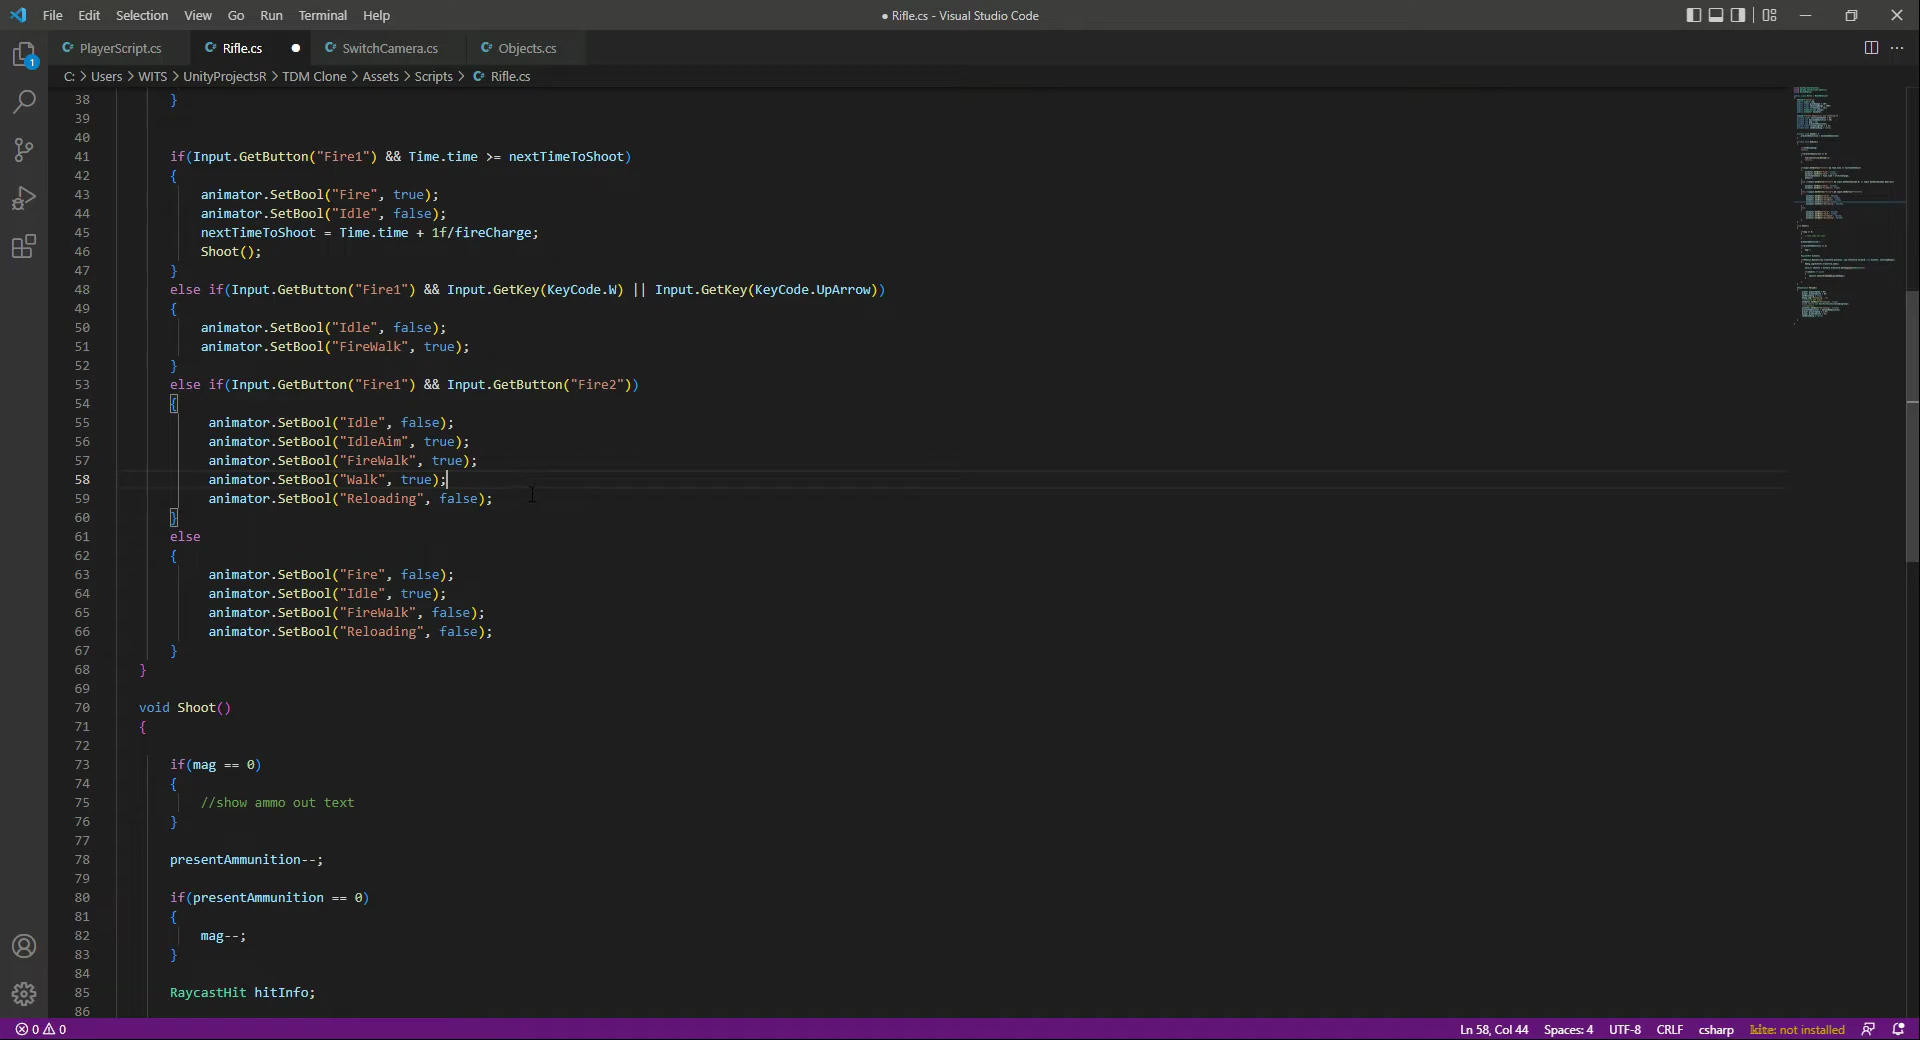 File Edit Selection View Go Run Terminal Help
● Rifle.cs - Visual Studio Code
PlayerScript.cs Rifle.cs ● SwitchCamera.cs Objects.cs
1
C: > Users > WITS > UnityProjectsR > TDM Clone > Assets > Scripts > Rifle.cs
38 }
39
40
41 if(Input.GetButton("Fire1") && Time.time >= nextTimeToShoot)
42 {
43 animator.SetBool("Fire", true);
44 animator.SetBool("Idle", false);
45 nextTimeToShoot = Time.time + 1f/fireCharge;
46 Shoot();
47 }
48 else if(Input.GetButton("Fire1") && Input.GetKey(KeyCode.W) || Input.GetKey(KeyCode.UpArrow))
49 {
50 animator.SetBool("Idle", false);
51 animator.SetBool("FireWalk", true);
52 }
53 else if(Input.GetButton("Fire1") && Input.GetButton("Fire2"))
54 {
55 animator.SetBool("Idle", false);
56 animator.SetBool("IdleAim", true);
57 animator.SetBool("FireWalk", true);
58 animator.SetBool("Walk", true);
59 animator.SetBool("Reloading", false);
60 }
61 else
62 {
63 animator.SetBool("Fire", false);
64 animator.SetBool("Idle", true);
65 animator.SetBool("FireWalk", false);
66 animator.SetBool("Reloading", false);
67 }
68 }
69
70 void Shoot()
71 {
72
73 if(mag == 0)
74 {
75 //show ammo out text
76 }
77
78 presentAmmunition--;
79
80 if(presentAmmunition == 0)
81 {
82 mag--;
83 }
84
85 RaycastHit hitInfo;
86
0 0 Ln 58, Col 44 Spaces: 4 UTF-8 CRLF csharp kite: not installed